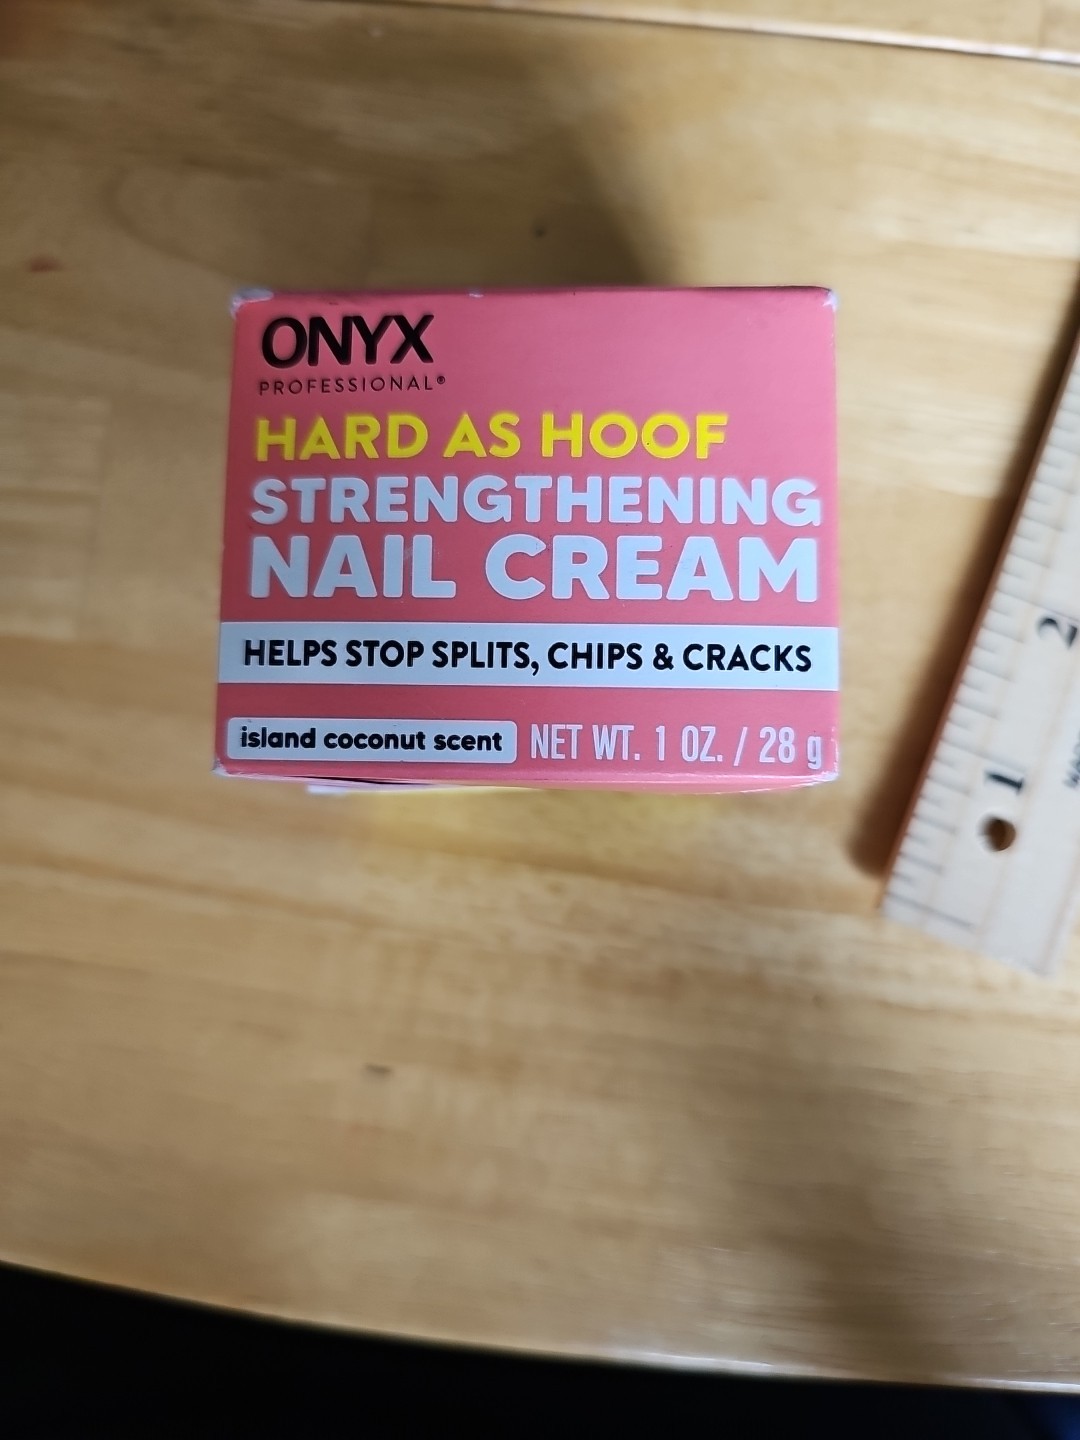 ONYX
PROFESSIONAL®
HARD AS HOOF
STRENGTHENING
NAIL CREAM
HELPS STOP SPLITS, CHIPS & CRACKS
island coconut scent NET WT. 1 OZ. / 28 g
2
1